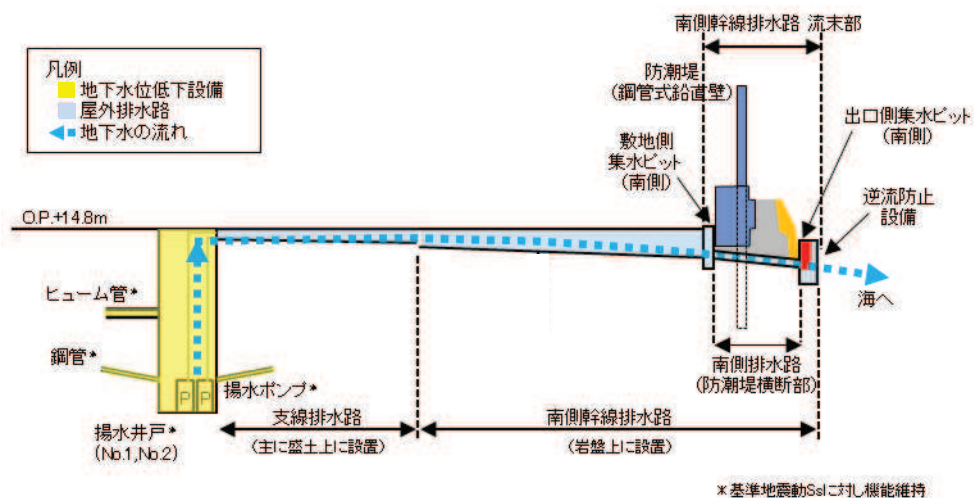 南側幹線排水路 流末部
凡例
地下水位低下設備
屋外排水路
地下水の流れ
防潮堤
(鋼管式鉛直壁)
出口側集水ピット
(南側)
敷地側
集水ピット
(南側)
逆流防止
設備
O.P.+14.8m
海へ
ヒューム管*
鋼管*
揚水ポンプ*
P P
南側排水路
(防潮堤横断部)
揚水井戸*
(No.1,No.2)
支線排水路
(主に盛土上に設置)
南側幹線排水路
(岩盤上に設置)
*基準地震動Ssに対し機能維持